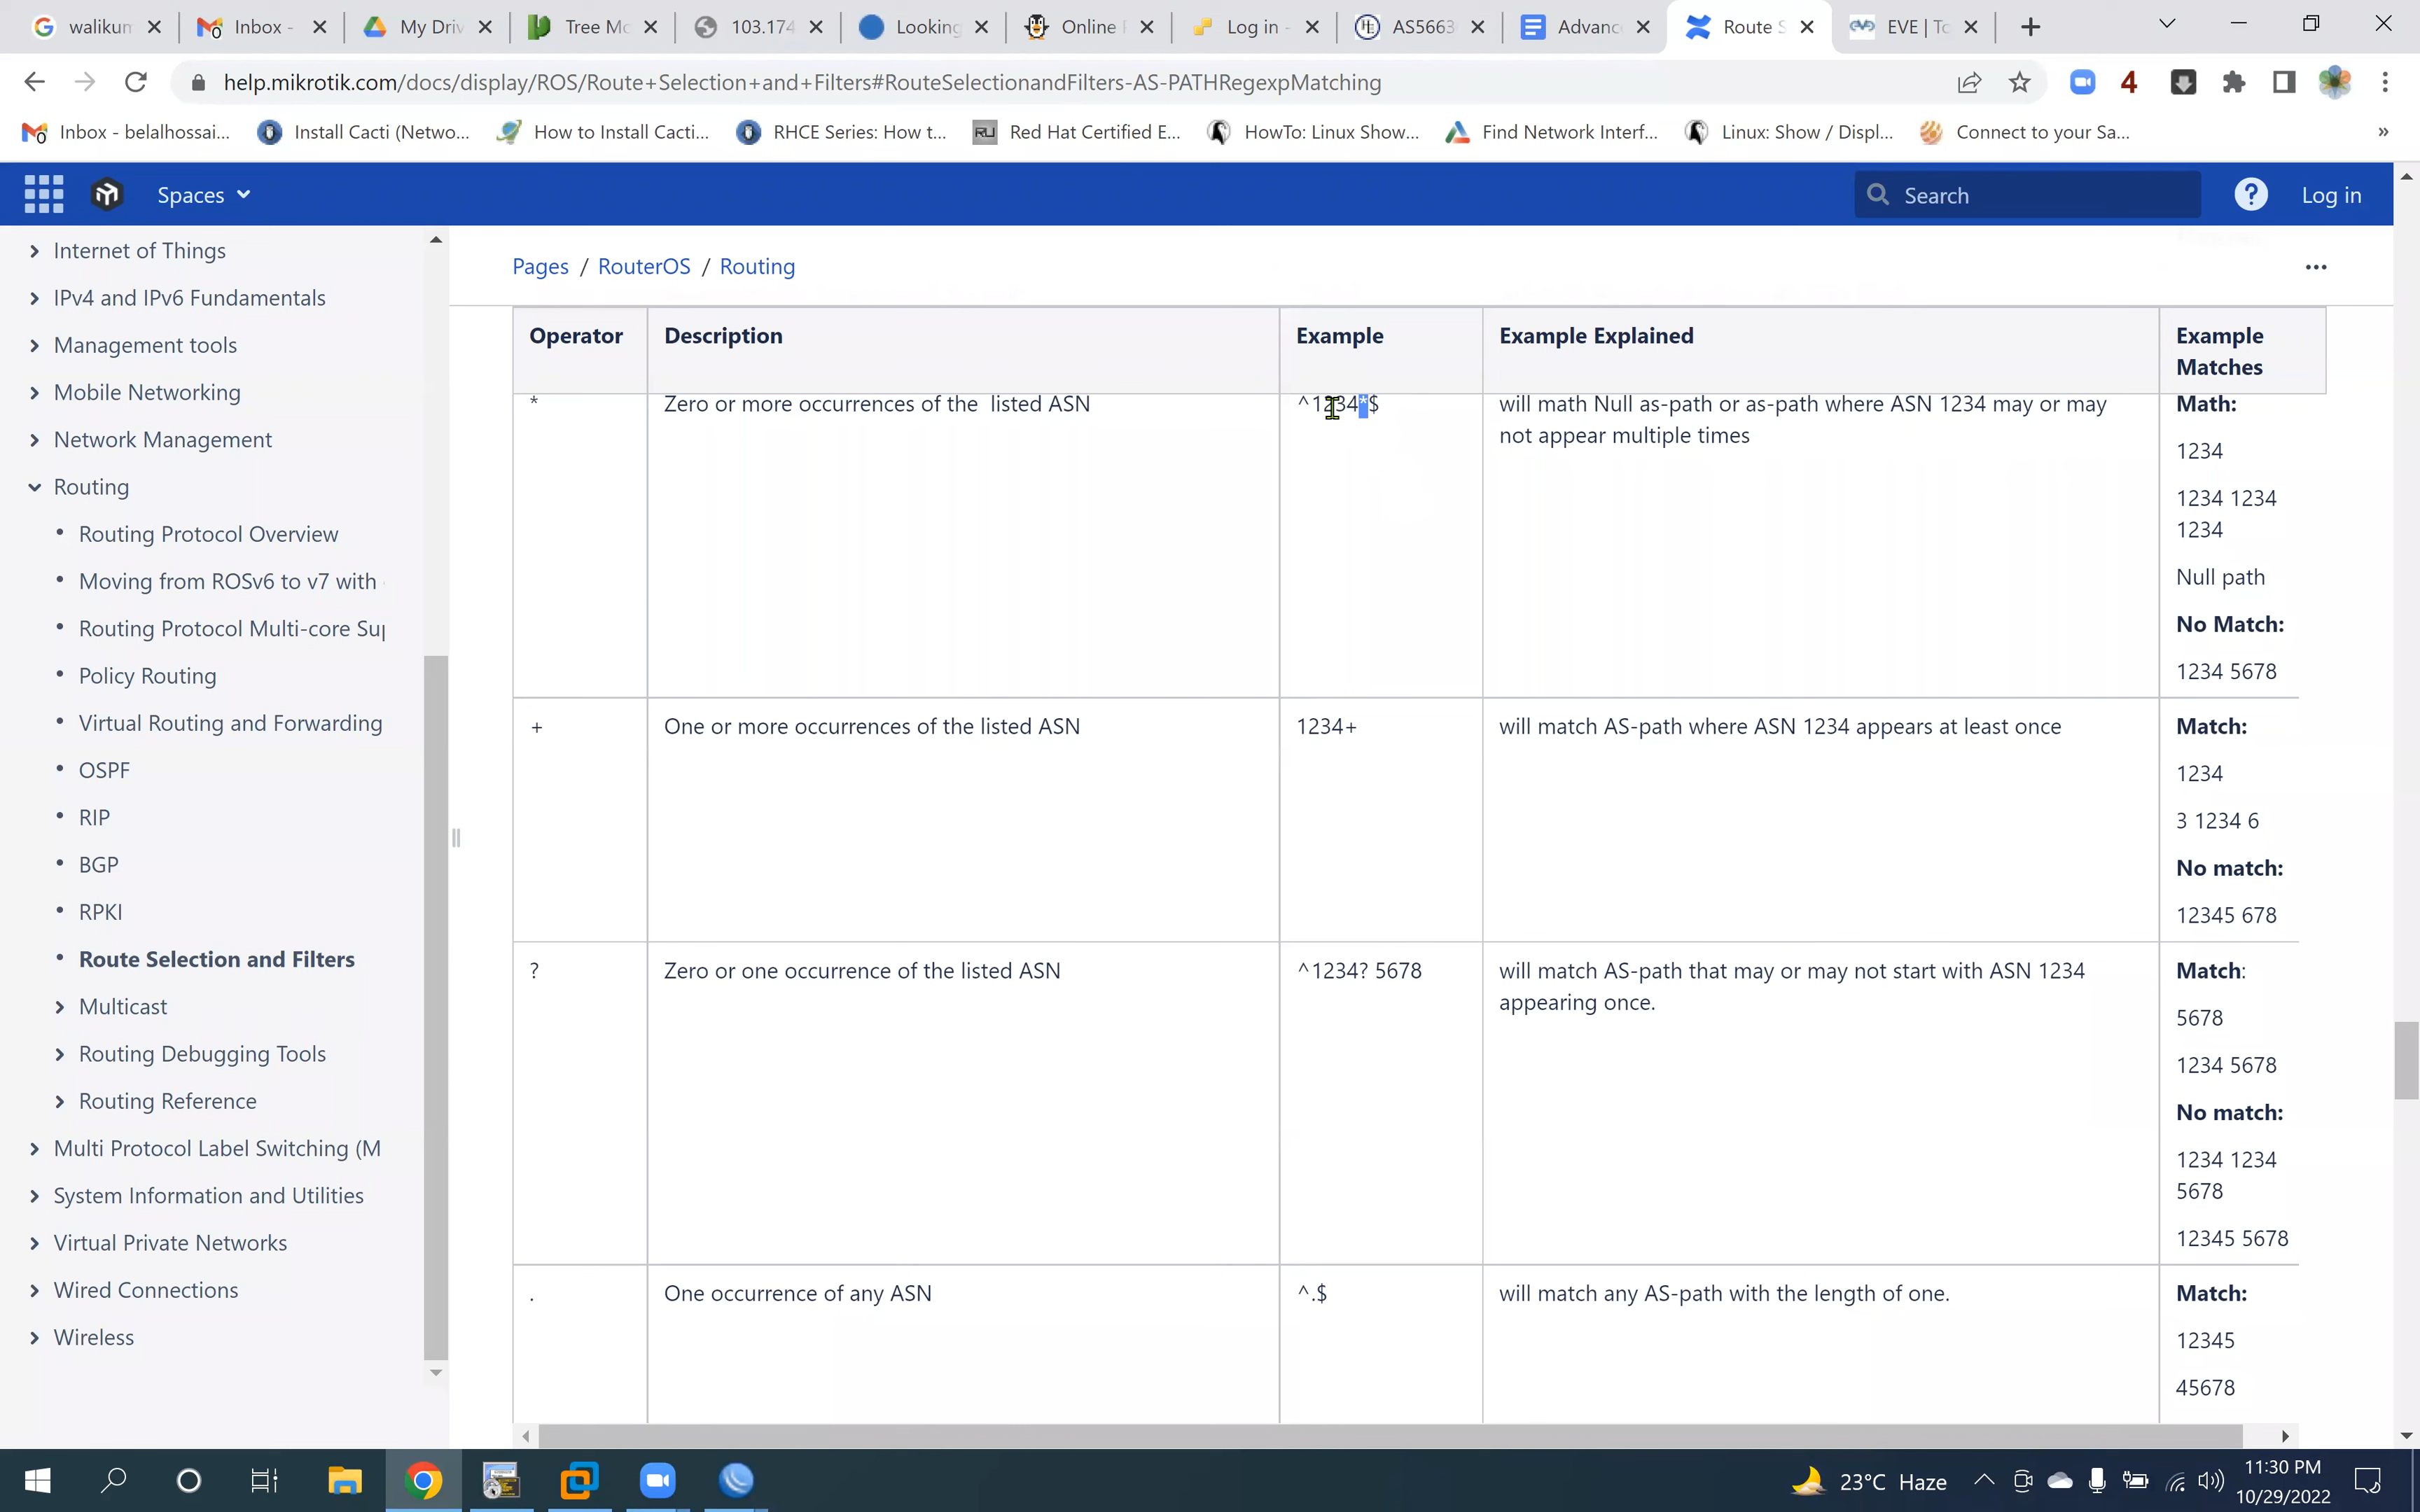 walikun
Inbox -
My Driv
Tree Mo
103.174
Looking
Online F
Log in -
AS5663
Advanc
Route S
EVE | To
help.mikrotik.com/docs/display/ROS/Route+Selection+and+Filters#RouteSelectionandFilters-AS-PATHRegexpMatching
4
Inbox - belalhossai...
Install Cacti (Netwo...
How to Install Cacti...
RHCE Series: How t...
RU
Red Hat Certified E...
HowTo: Linux Show...
Find Network Interf...
Linux: Show / Displ...
Connect to your Sa...
»
Spaces
Search
Log in
Internet of Things
IPv4 and IPv6 Fundamentals
Management tools
Mobile Networking
Network Management
Routing
Routing Protocol Overview
Moving from ROSv6 to v7 with
Routing Protocol Multi-core Sup
Policy Routing
Virtual Routing and Forwarding
OSPF
RIP
BGP
RPKI
Route Selection and Filters
Multicast
Routing Debugging Tools
Routing Reference
Multi Protocol Label Switching (M
System Information and Utilities
Virtual Private Networks
Wired Connections
Wireless
Pages / RouterOS / Routing
Operator
Description
Example
Example Explained
Example
Matches
*
Zero or more occurrences of the listed ASN
^1234*$
will math Null as-path or as-path where ASN 1234 may or may
not appear multiple times
Math:
1234
1234 1234
1234
Null path
No Match:
1234 5678
+
One or more occurrences of the listed ASN
1234+
will match AS-path where ASN 1234 appears at least once
Match:
1234
3 1234 6
No match:
12345 678
?
Zero or one occurrence of the listed ASN
^1234? 5678
will match AS-path that may or may not start with ASN 1234
appearing once.
Match:
5678
1234 5678
No match:
1234 1234
5678
12345 5678
.
One occurrence of any ASN
^.$
will match any AS-path with the length of one.
Match:
12345
45678
23°C Haze
11:30 PM
10/29/2022